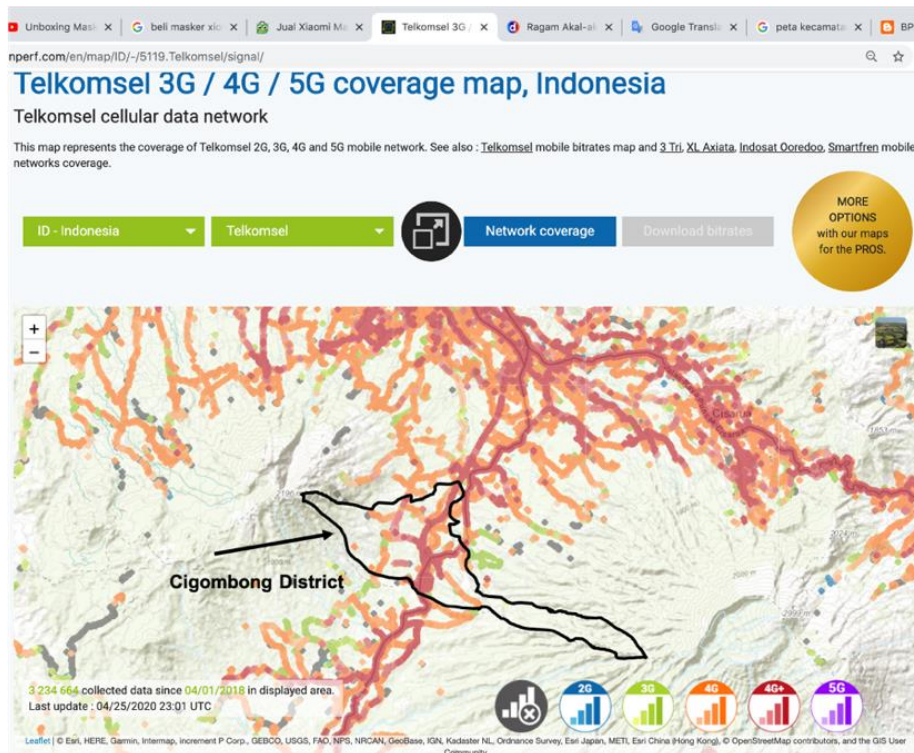 Unboxing Mas
beli masker xio
Jual Xiaomi Ma
Telkomsel 3G /
Ragam Akal-ak
Google Transla
peta kecamata
BP
nperf.com/en/map/ID/-/5119.Telkomsel/signal/
Telkomsel 3G / 4G / 5G coverage map, Indonesia
Telkomsel cellular data network
This map represents the coverage of Telkomsel 2G, 3G, 4G and 5G mobile network. See also : Telkomsel mobile bitrates map and 3 Tri, XL Axiata, Indosat Ooredoo, Smartfren mobile
networks coverage.
MORE
OPTIONS
with our maps
for the PROS.
ID - Indonesia
Telkomsel
Network coverage
Download bitrates
+
−
Cisarua
Cigombong District
3 234 664 collected data since 04/01/2018 in displayed area.
Last update : 04/25/2020 23:01 UTC
2G
3G
4G
4G+
5G
Leaflet | © Esri, HERE, Garmin, Intermap, increment P Corp., GEBCO, USGS, FAO, NPS, NRCAN, GeoBase, IGN, Kadaster NL, Ordnance Survey, Esri Japan, METI, Esri China (Hong Kong), © OpenStreetMap contributors, and the GIS User
Community